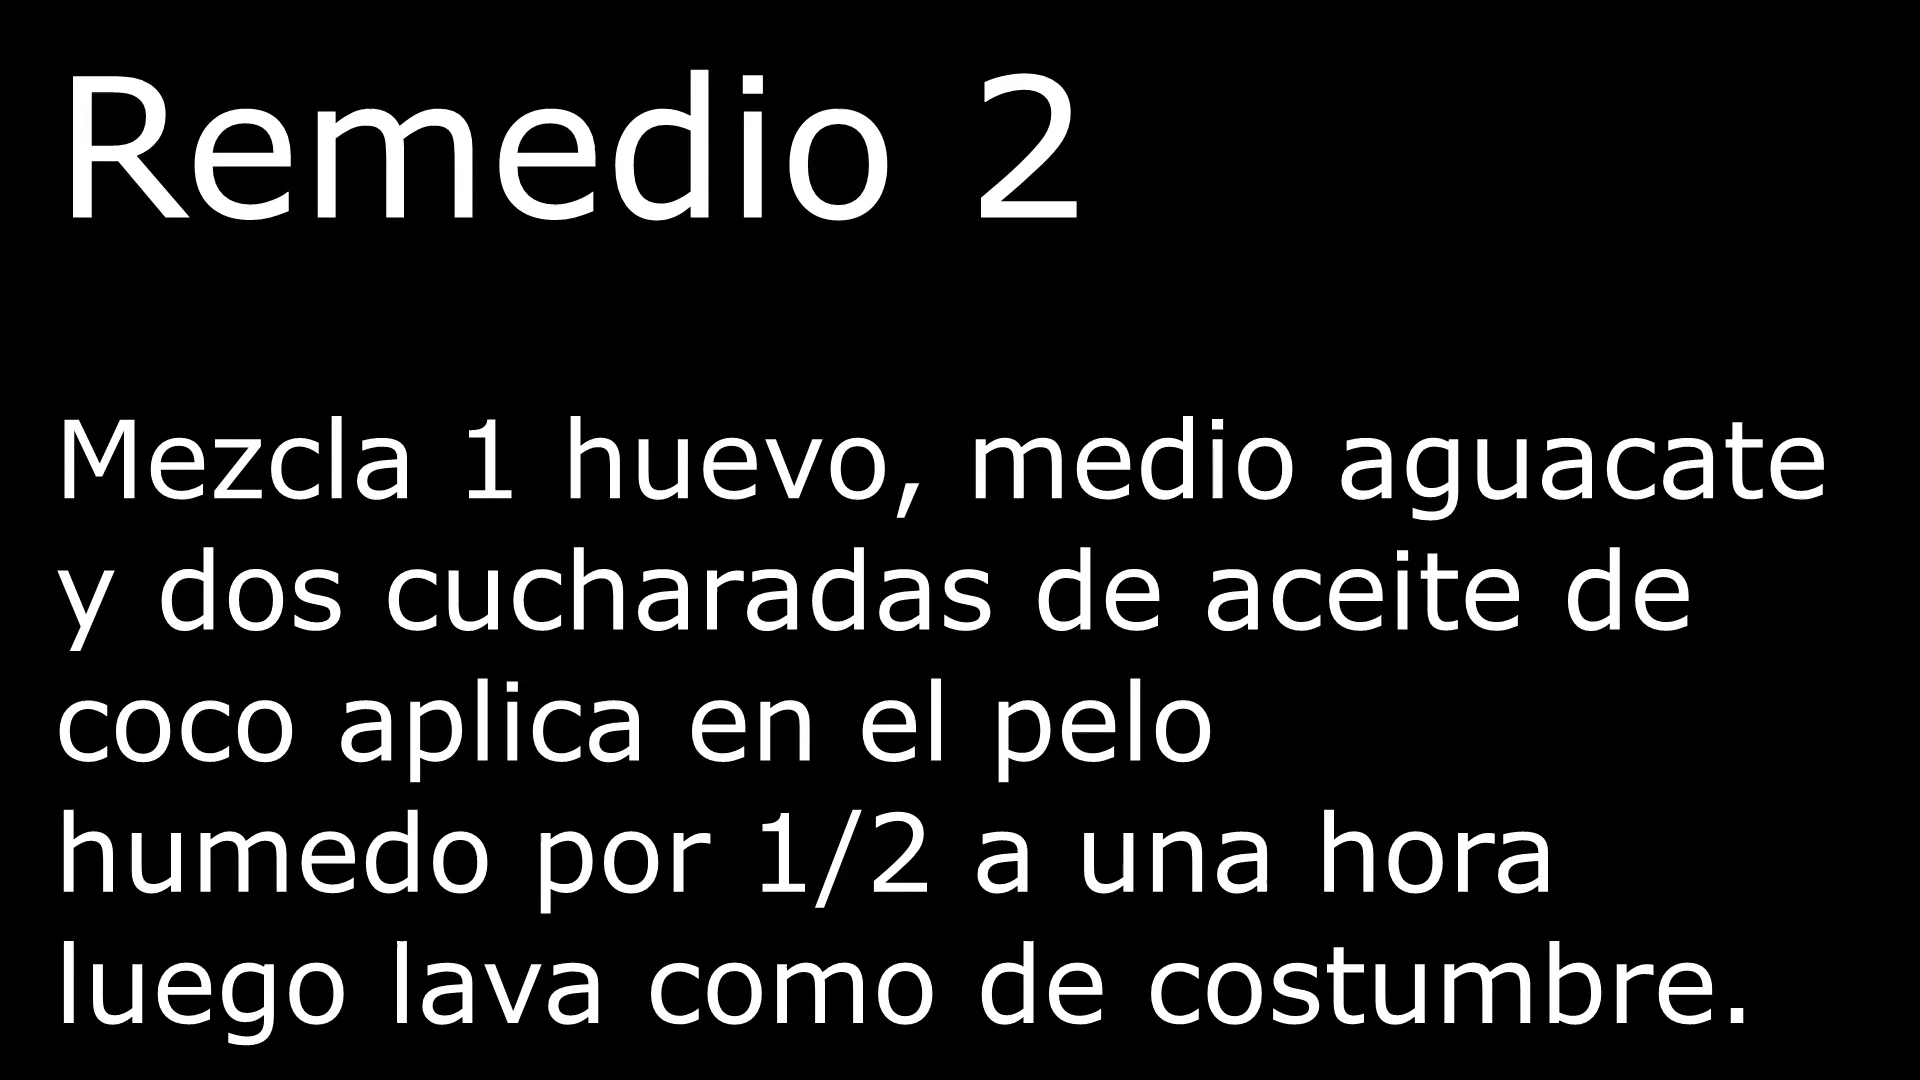 Remedio 2
Mezcla 1 huevo, medio aguacate
y dos cucharadas de aceite de
coco aplica en el pelo
humedo por 1/2 a una hora
luego lava como de costumbre.